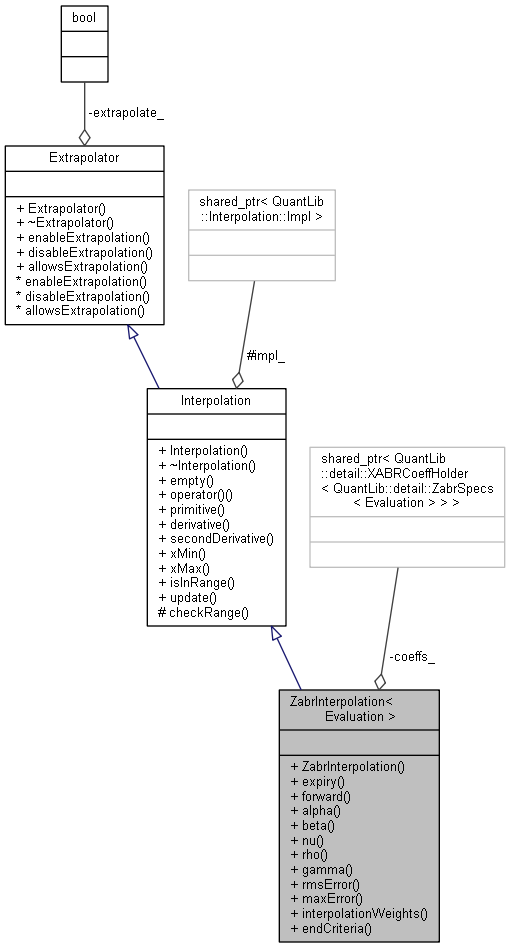 bool
-extrapolate_
Extrapolator
+ Extrapolator()
+ ~Extrapolator()
+ enableExtrapolation()
+ disableExtrapolation()
+ allowsExtrapolation()
* enableExtrapolation()
* disableExtrapolation()
* allowsExtrapolation()
shared_ptr< QuantLib
::Interpolation::Impl >
#impl_
Interpolation
+ Interpolation()
+ ~Interpolation()
+ empty()
+ operator()()
+ primitive()
+ derivative()
+ secondDerivative()
+ xMin()
+ xMax()
+ isInRange()
+ update()
# checkRange()
shared_ptr< QuantLib
::detail::XABRCoeffHolder
< QuantLib::detail::ZabrSpecs
< Evaluation > > >
-coeffs_
ZabrInterpolation<
Evaluation >
+ ZabrInterpolation()
+ expiry()
+ forward()
+ alpha()
+ beta()
+ nu()
+ rho()
+ gamma()
+ rmsError()
+ maxError()
+ interpolationWeights()
+ endCriteria()